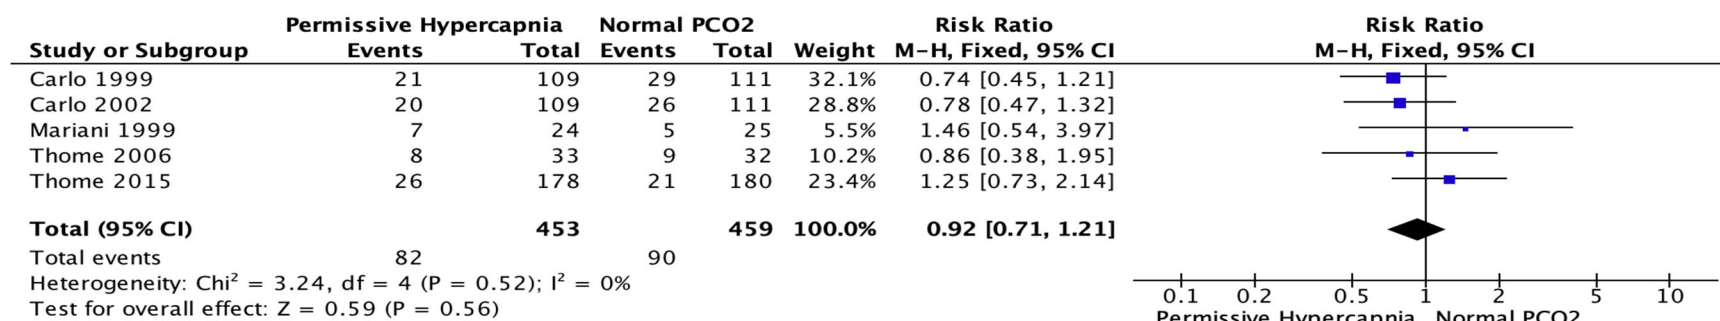 Permissive Hypercapnia Normal PCO2 Risk Ratio Risk Ratio
Study or Subgroup Events Total Events Total Weight M-H, Fixed, 95% CI M-H, Fixed, 95% CI
Carlo 1999 21 109 29 111 32.1% 0.74 [0.45, 1.21]
Carlo 2002 20 109 26 111 28.8% 0.78 [0.47, 1.32]
Mariani 1999 7 24 5 25 5.5% 1.46 [0.54, 3.97]
Thome 2006 8 33 9 32 10.2% 0.86 [0.38, 1.95]
Thome 2015 26 178 21 180 23.4% 1.25 [0.73, 2.14]
Total (95% CI) 453 459 100.0% 0.92 [0.71, 1.21]
Total events 82 90
Heterogeneity: Chi² = 3.24, df = 4 (P = 0.52); I² = 0%
Test for overall effect: Z = 0.59 (P = 0.56)
0.1 0.2 0.5 1 2 5 10
Permissive Hypercapnia Normal PCO2